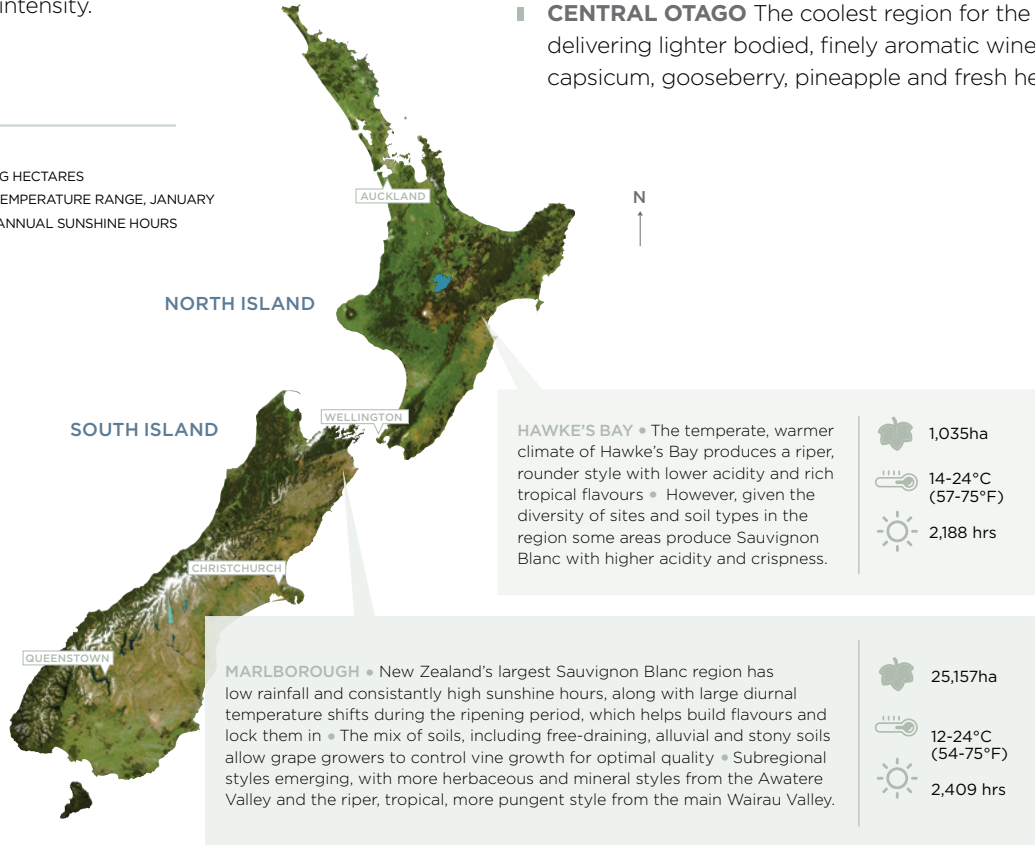 intensity.
CENTRAL OTAGO The coolest region for the
delivering lighter bodied, finely aromatic wine
capsicum, gooseberry, pineapple and fresh he
G HECTARES
EMPERATURE RANGE, JANUARY
ANNUAL SUNSHINE HOURS
AUCKLAND
N
NORTH ISLAND
SOUTH ISLAND
WELLINGTON
CHRISTCHURCH
QUEENSTOWN
HAWKE'S BAY • The temperate, warmer
climate of Hawke's Bay produces a riper,
rounder style with lower acidity and rich
tropical flavours • However, given the
diversity of sites and soil types in the
region some areas produce Sauvignon
Blanc with higher acidity and crispness.
1,035ha
14-24°C
(57-75°F)
2,188 hrs
MARLBOROUGH • New Zealand's largest Sauvignon Blanc region has
low rainfall and consistantly high sunshine hours, along with large diurnal
temperature shifts during the ripening period, which helps build flavours and
lock them in • The mix of soils, including free-draining, alluvial and stony soils
allow grape growers to control vine growth for optimal quality • Subregional
styles emerging, with more herbaceous and mineral styles from the Awatere
Valley and the riper, tropical, more pungent style from the main Wairau Valley.
25,157ha
12-24°C
(54-75°F)
2,409 hrs